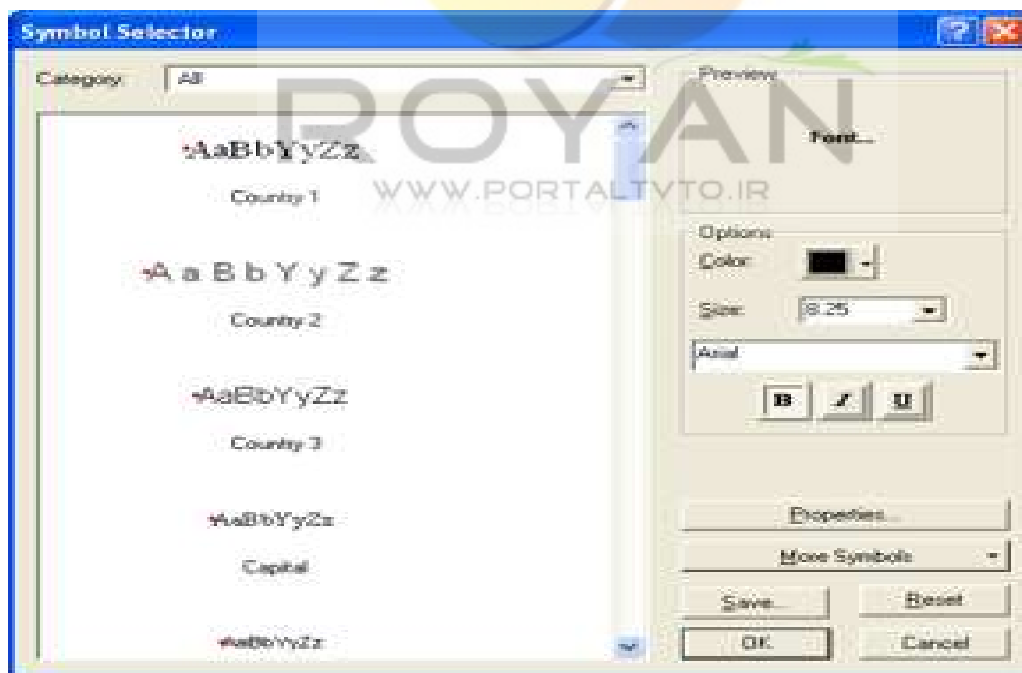 Symbol Selector
Category: All
AaBbYyZz
Country 1
AaBbYyZz
Country 2
AaBbYyZz
Country 3
AaBbYyZz
Capital
AaBbYyZz
Preview
Font...
Options
Color:
Size: 8.25
Arial
B I U
Properties...
More Symbols
Save... Reset
OK Cancel
ROYAN
WWW.PORTALTVTO.IR